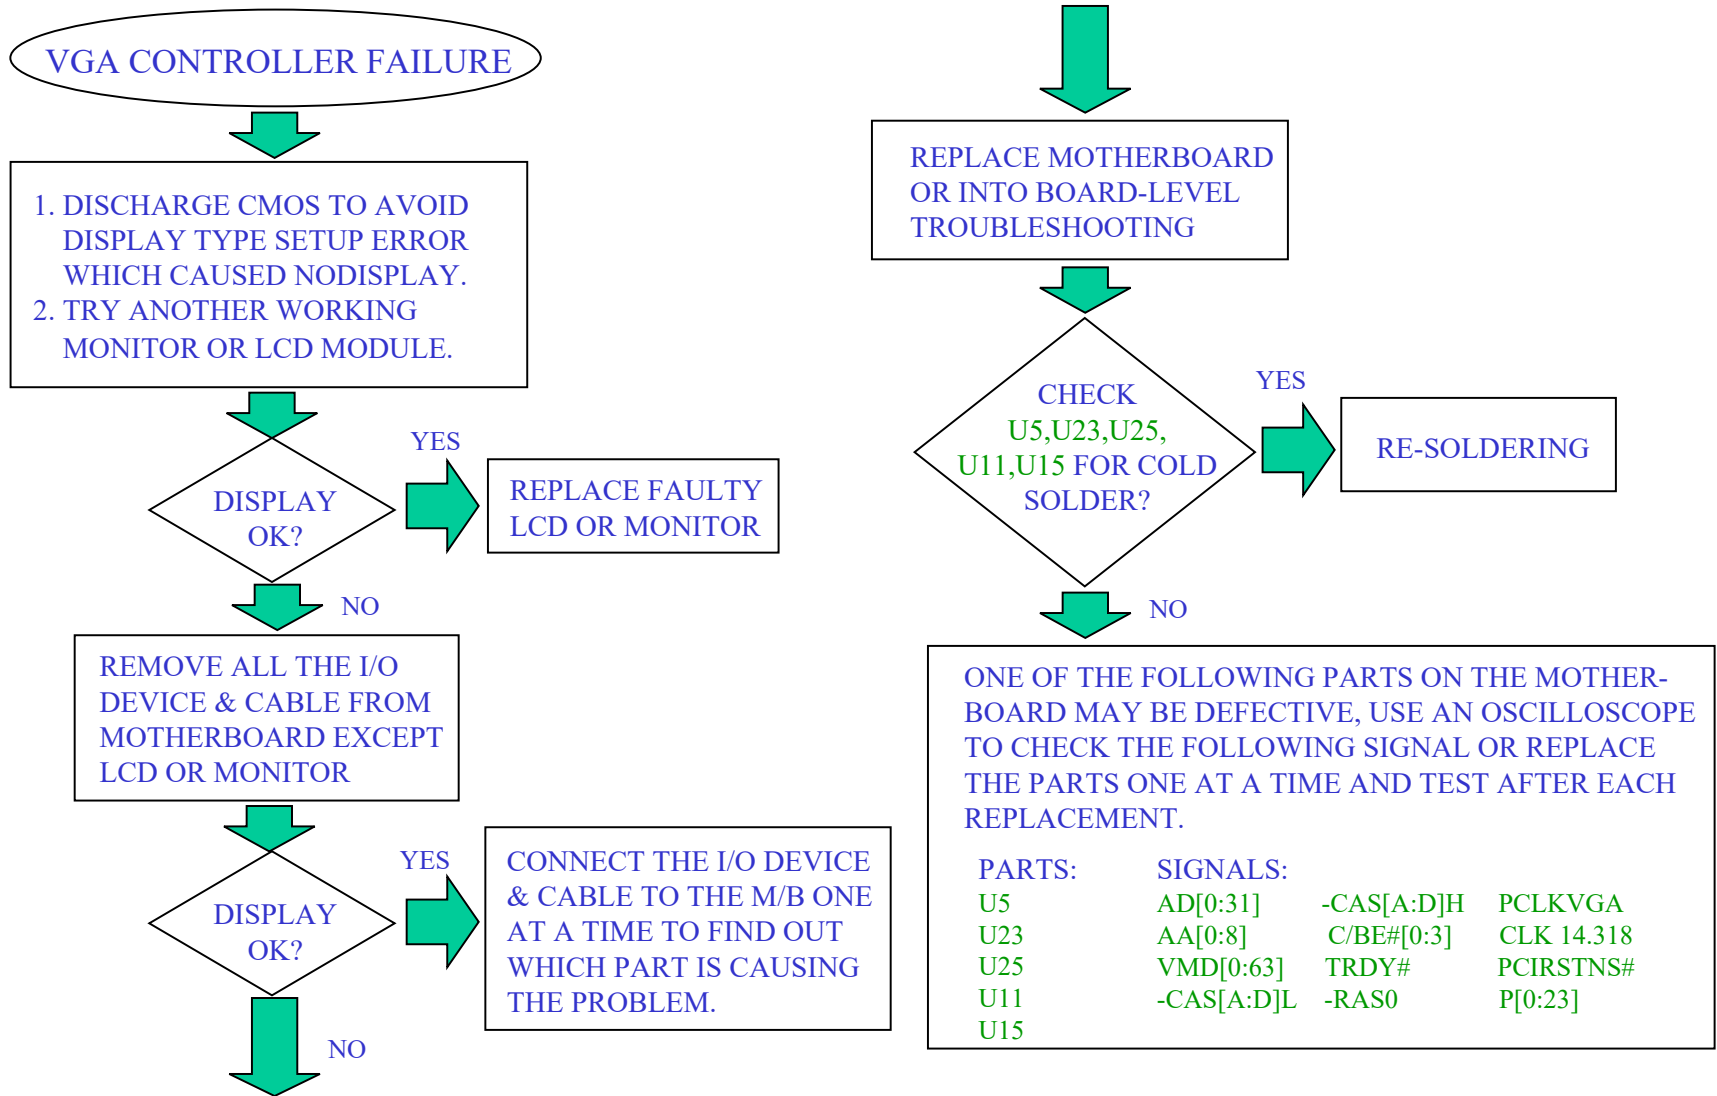 VGA CONTROLLER FAILURE
1. DISCHARGE CMOS TO AVOID
DISPLAY TYPE SETUP ERROR
WHICH CAUSED NODISPLAY.
2. TRY ANOTHER WORKING
MONITOR OR LCD MODULE.
DISPLAY
OK?
YES
REPLACE FAULTY
LCD OR MONITOR
NO
REMOVE ALL THE I/O
DEVICE & CABLE FROM
MOTHERBOARD EXCEPT
LCD OR MONITOR
DISPLAY
OK?
YES
CONNECT THE I/O DEVICE
& CABLE TO THE M/B ONE
AT A TIME TO FIND OUT
WHICH PART IS CAUSING
THE PROBLEM.
NO
REPLACE MOTHERBOARD
OR INTO BOARD-LEVEL
TROUBLESHOOTING
CHECK
U5,U23,U25,
U11,U15 FOR COLD
SOLDER?
YES
RE-SOLDERING
NO
ONE OF THE FOLLOWING PARTS ON THE MOTHER-
BOARD MAY BE DEFECTIVE, USE AN OSCILLOSCOPE
TO CHECK THE FOLLOWING SIGNAL OR REPLACE
THE PARTS ONE AT A TIME AND TEST AFTER EACH
REPLACEMENT.
PARTS: SIGNALS:
U5 AD[0:31] -CAS[A:D]H PCLKVGA
U23 AA[0:8] C/BE#[0:3] CLK 14.318
U25 VMD[0:63] TRDY# PCIRSTNS#
U11 -CAS[A:D]L -RAS0 P[0:23]
U15